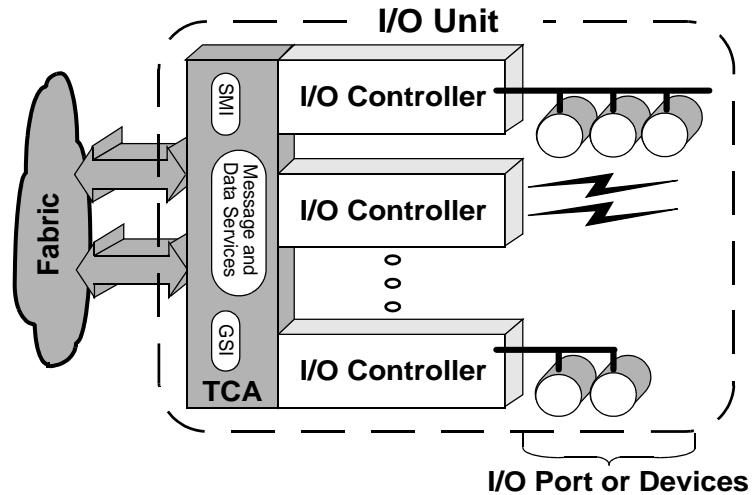 I/O Unit
SMI
I/O Controller
Fabric
Message and
Data Services
I/O Controller
GSI
I/O Controller
TCA
I/O Port or Devices